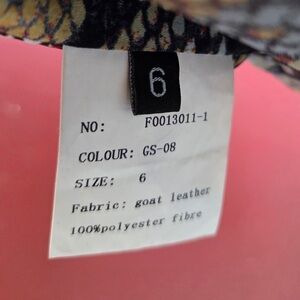 6
NO: F0013011-1
COLOUR: GS-08
SIZE: 6
Fabric: goat leather
100%polyester fibre